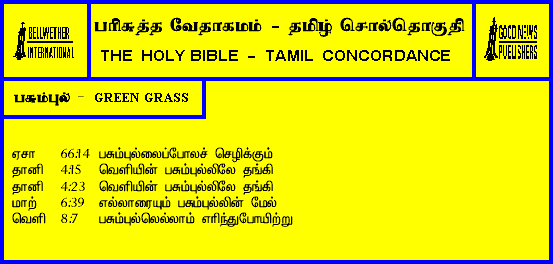 BELLWETHER
INTERNATIONAL
பரிசுத்த வேதாகமம் - தமிழ் சொல்தொகுதி
THE HOLY BIBLE - TAMIL CONCORDANCE
GOOD NEWS
PUBLISHERS
பசும்புல் - GREEN GRASS
ஏசா 66:14 பசும்புல்லைப்போலச் செழிக்கும்
தானி 4:15 வெளியின் பசும்புல்லிலே தங்கி
தானி 4:23 வெளியின் பசும்புல்லிலே தங்கி
மாற் 6:39 எல்லாரையும் பசும்புல்லின் மேல்
வெளி 8:7 பசும்புல்லெல்லாம் எரிந்துபோயிற்று